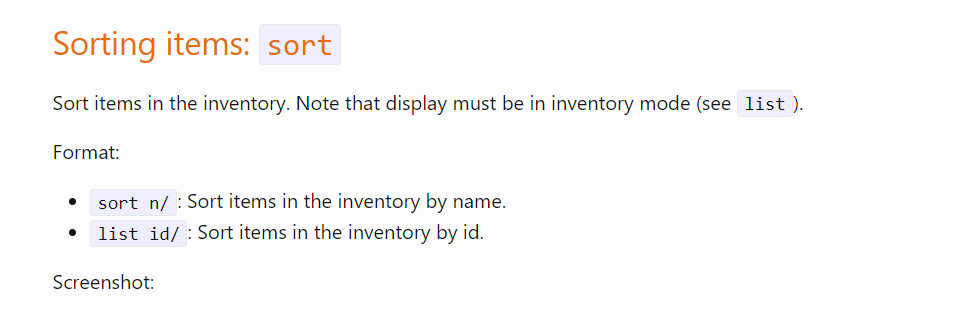 Sorting items: sort
Sort items in the inventory. Note that display must be in inventory mode (see list).
Format:
• sort n/: Sort items in the inventory by name.
• list id/: Sort items in the inventory by id.
Screenshot: